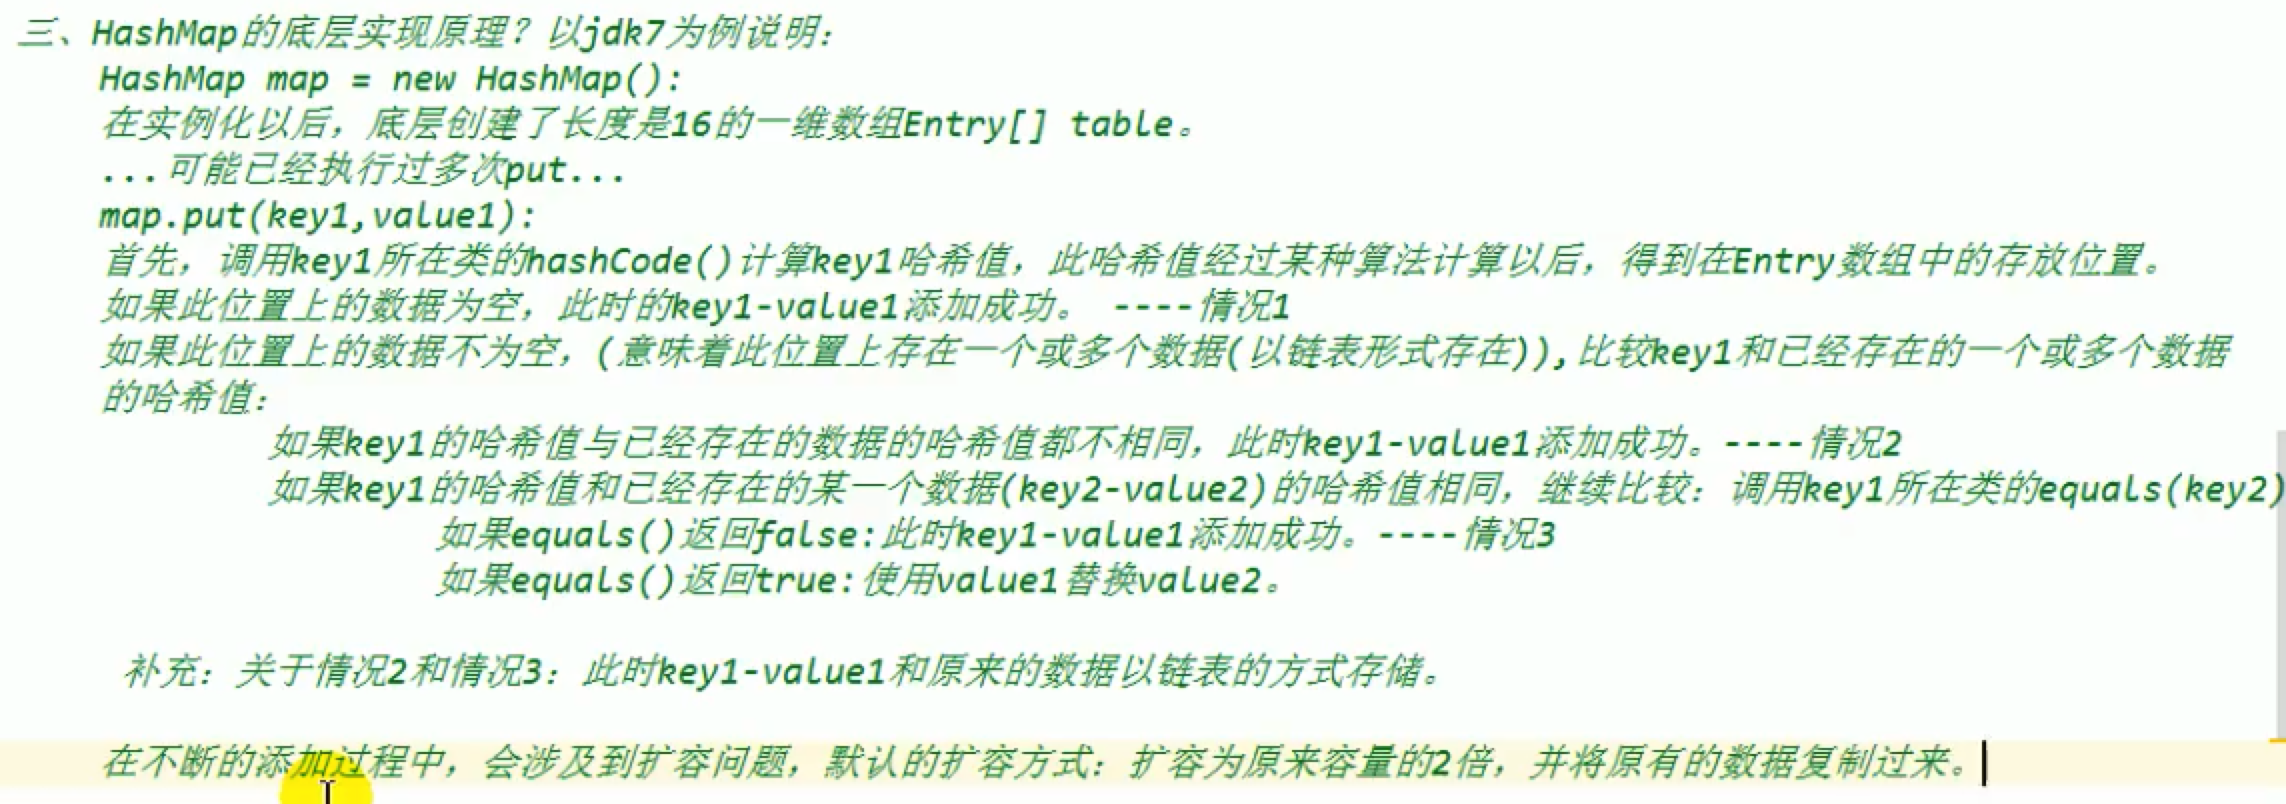 三、HashMap的底层实现原理？以jdk7为例说明：
HashMap map = new HashMap():
在实例化以后，底层创建了长度是16的一维数组Entry[] table。
...可能已经执行过多次put...
map.put(key1,value1):
首先，调用key1所在类的hashCode()计算key1哈希值，此哈希值经过某种算法计算以后，得到在Entry数组中的存放位置。
如果此位置上的数据为空，此时的key1-value1添加成功。 ----情况1
如果此位置上的数据不为空，(意味着此位置上存在一个或多个数据(以链表形式存在)),比较key1和已经存在的一个或多个数据
的哈希值：
如果key1的哈希值与已经存在的数据的哈希值都不相同，此时key1-value1添加成功。----情况2
如果key1的哈希值和已经存在的某一个数据(key2-value2)的哈希值相同，继续比较：调用key1所在类的equals(key2)
如果equals()返回false:此时key1-value1添加成功。----情况3
如果equals()返回true:使用value1替换value2。
补充：关于情况2和情况3：此时key1-value1和原来的数据以链表的方式存储。
在不断的添加过程中，会涉及到扩容问题，默认的扩容方式：扩容为原来容量的2倍，并将原有的数据复制过来。